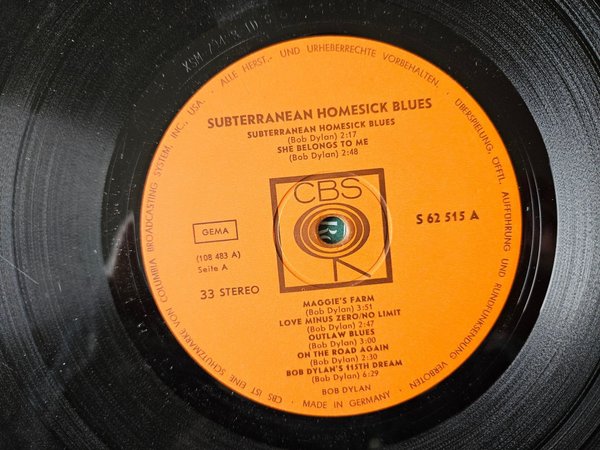 SUBTERRANEAN HOMESICK BLUES
SUBTERRANEAN HOMESICK BLUES
(Bob Dylan) 2:17
SHE BELONGS TO ME
(Bob Dylan) 2:48
CBS
S 62 515 A
GEMA
(108 483 A)
Seite A
33 STEREO
MAGGIE'S FARM
(Bob Dylan) 3:51
LOVE MINUS ZERO/NO LIMIT
(Bob Dylan) 2:47
OUTLAW BLUES
(Bob Dylan) 3:00
ON THE ROAD AGAIN
(Bob Dylan) 2:30
BOB DYLAN'S 115TH DREAM
(Bob Dylan) 6:29
BOB DYLAN
CBS IST EINE SCHUTZMARKE VON COLUMBIA BROADCASTING SYSTEM, INC. USA. · ALLE HERST.- UND URHEBERRECHTE VORBEHALTEN. · ÜBERSPIELUNG, ÖFFTL. AUFFÜHRUNG UND RUNDFUNKSENDUNG VERBOTEN · MADE IN GERMANY ·